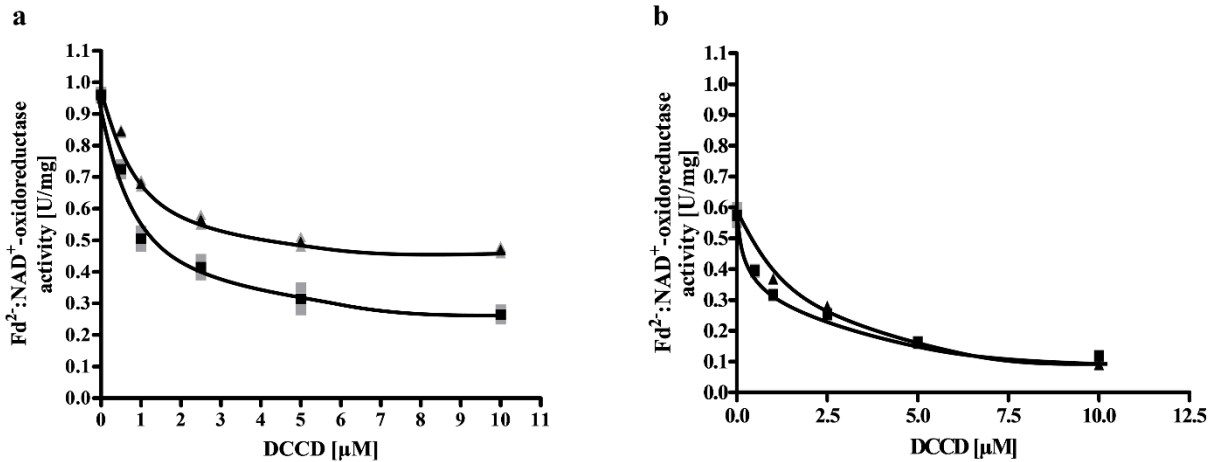 a
1.1
1.0
0.9
0.8
0.7
0.6
0.5
0.4
0.3
0.2
0.1
0.0
Fd²⁻:NAD⁺-oxidoreductase
activity [U/mg]
0 1 2 3 4 5 6 7 8 9 10 11
DCCD [µM]
b
1.1
1.0
0.9
0.8
0.7
0.6
0.5
0.4
0.3
0.2
0.1
0.0
Fd²⁻:NAD⁺-oxidoreductase
activity [U/mg]
0.0 2.5 5.0 7.5 10.0 12.5
DCCD [µM]